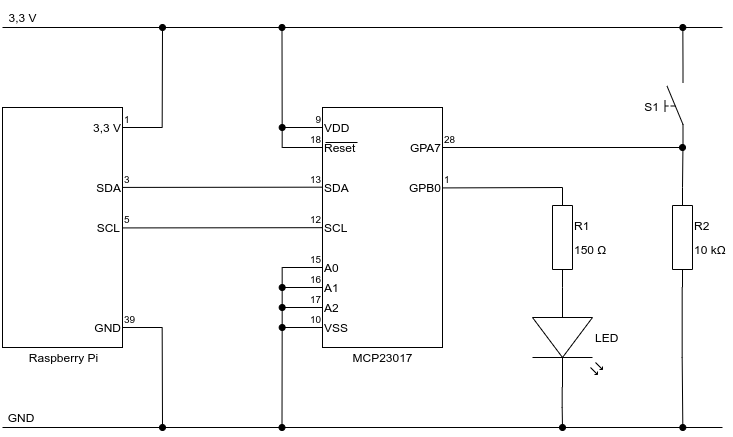 3,3 V
S1
1
3,3 V
9
VDD
18
Reset
GPA7
28
3
SDA
13
SDA
GPB0
1
5
SCL
12
SCL
R1
150 Ω
R2
10 kΩ
15
A0
16
A1
17
A2
39
GND
10
VSS
LED
Raspberry Pi
MCP23017
GND